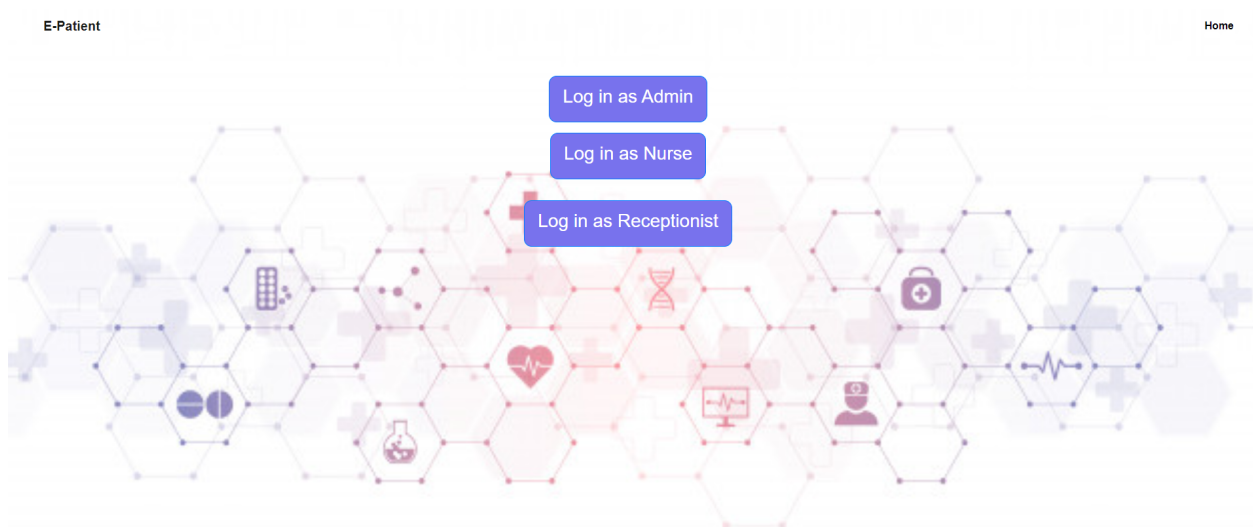 E-Patient
Home
Log in as Admin
Log in as Nurse
Log in as Receptionist